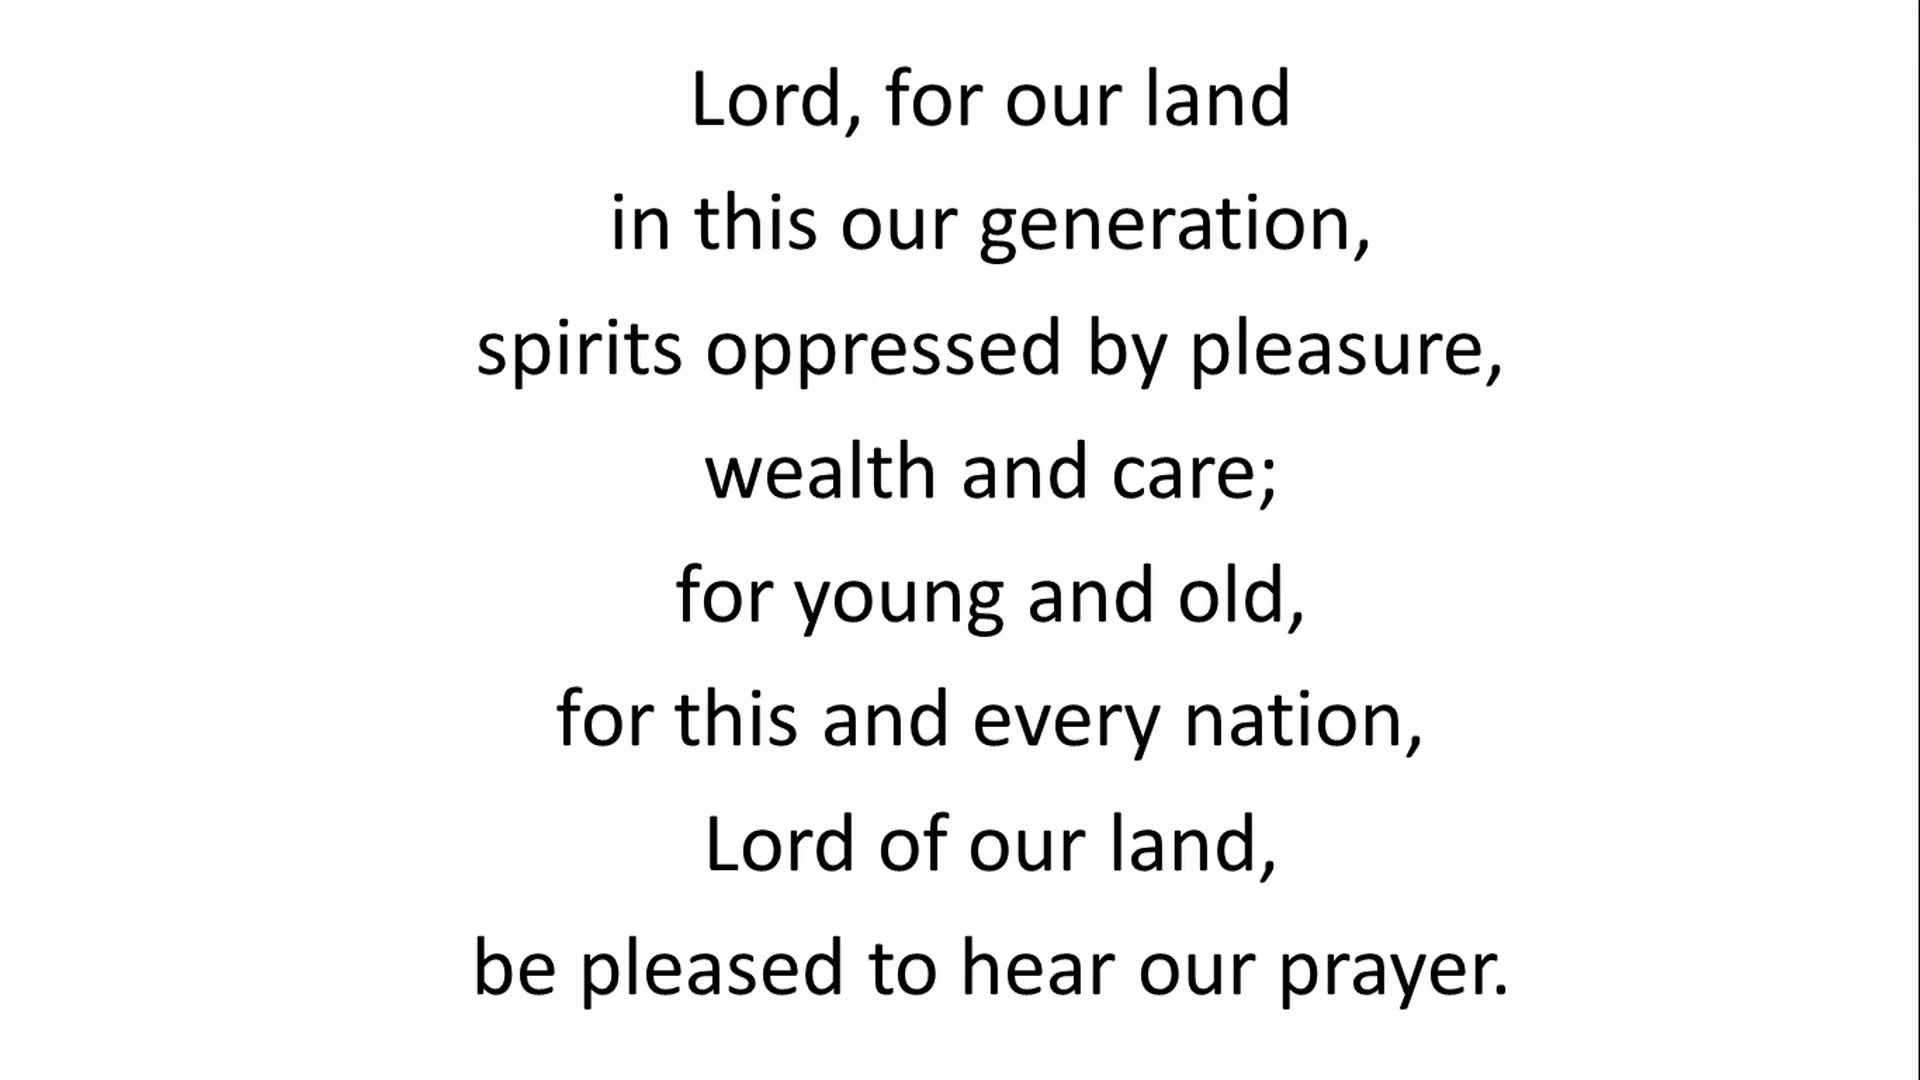 Lord, for our land
in this our generation,
spirits oppressed by pleasure,
wealth and care;
for young and old,
for this and every nation,
Lord of our land,
be pleased to hear our prayer.